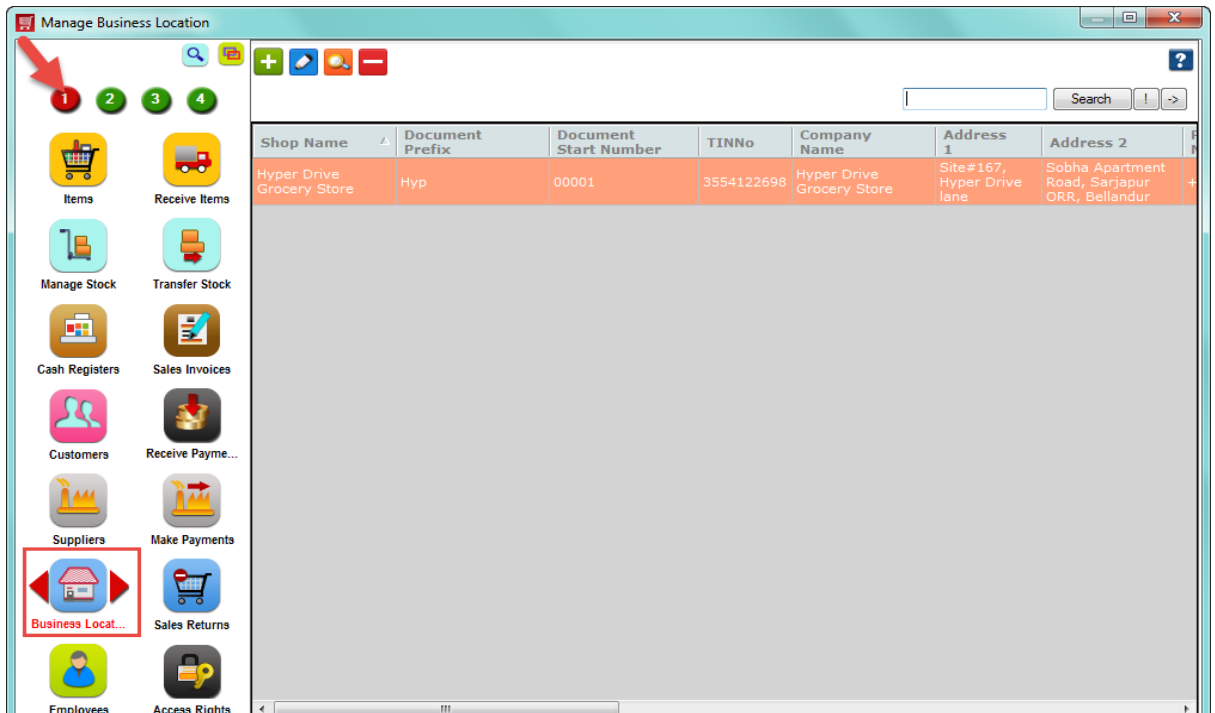 Manage Business Location
1 2 3 4
?
Search ! ->
Shop Name
Document
Prefix
Document
Start Number
TINNo
Company
Name
Address
1
Address 2
Hyper Drive
Grocery Store
Hyp
00001
3554122698
Hyper Drive
Grocery Store
Site#167,
Hyper Drive
lane
Sobha Apartment
Road, Sarjapur
ORR, Bellandur
+
Items
Receive Items
Manage Stock
Transfer Stock
Cash Registers
Sales Invoices
Customers
Receive Payme...
Suppliers
Make Payments
Business Locat...
Sales Returns
Employees
Access Rights